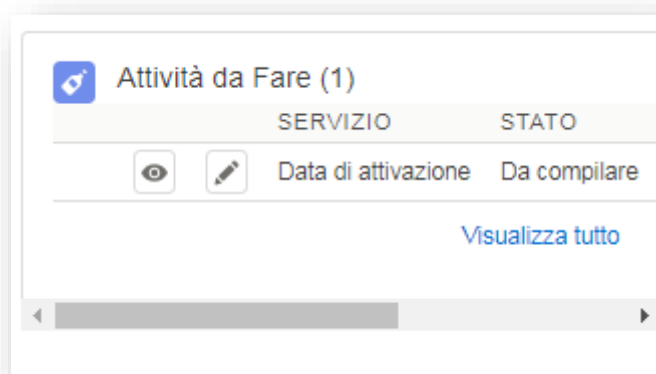 Attività da Fare (1)
SERVIZIO STATO
Data di attivazione Da compilare
Visualizza tutto